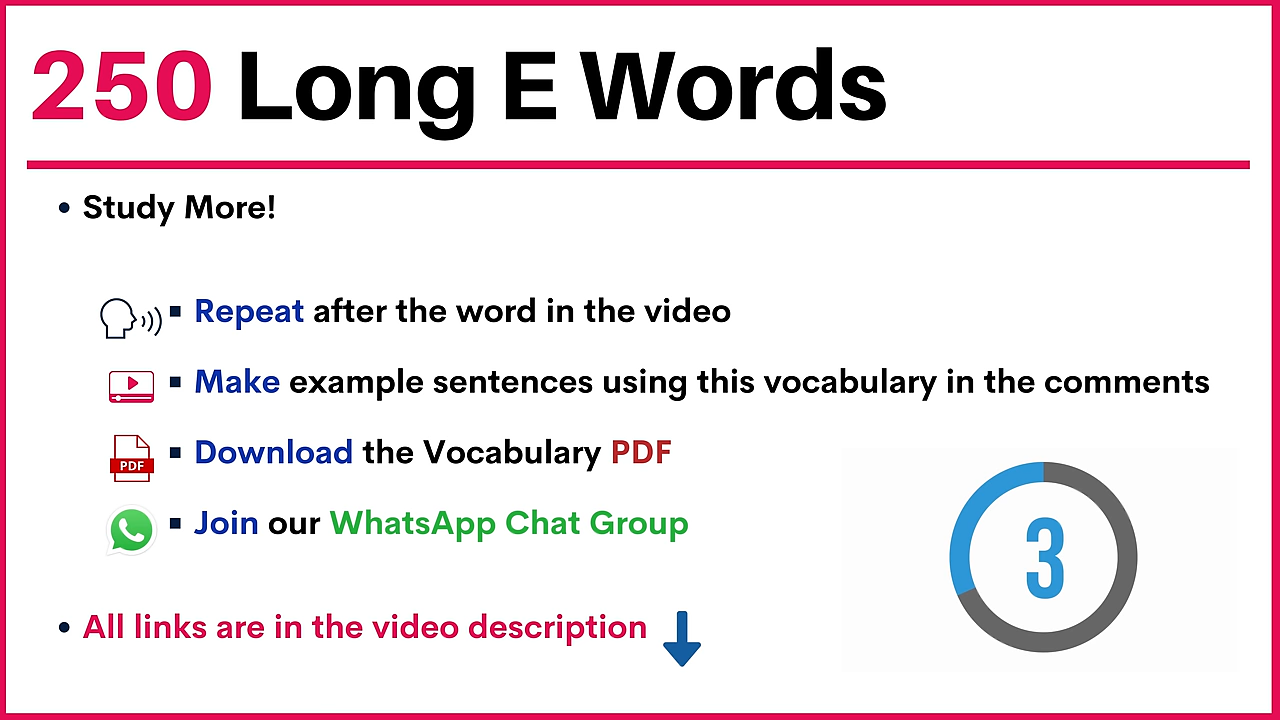 250 Long E Words
• Study More!
▪ Repeat after the word in the video
▪ Make example sentences using this vocabulary in the comments
PDF ▪ Download the Vocabulary PDF
▪ Join our WhatsApp Chat Group
3
• All links are in the video description